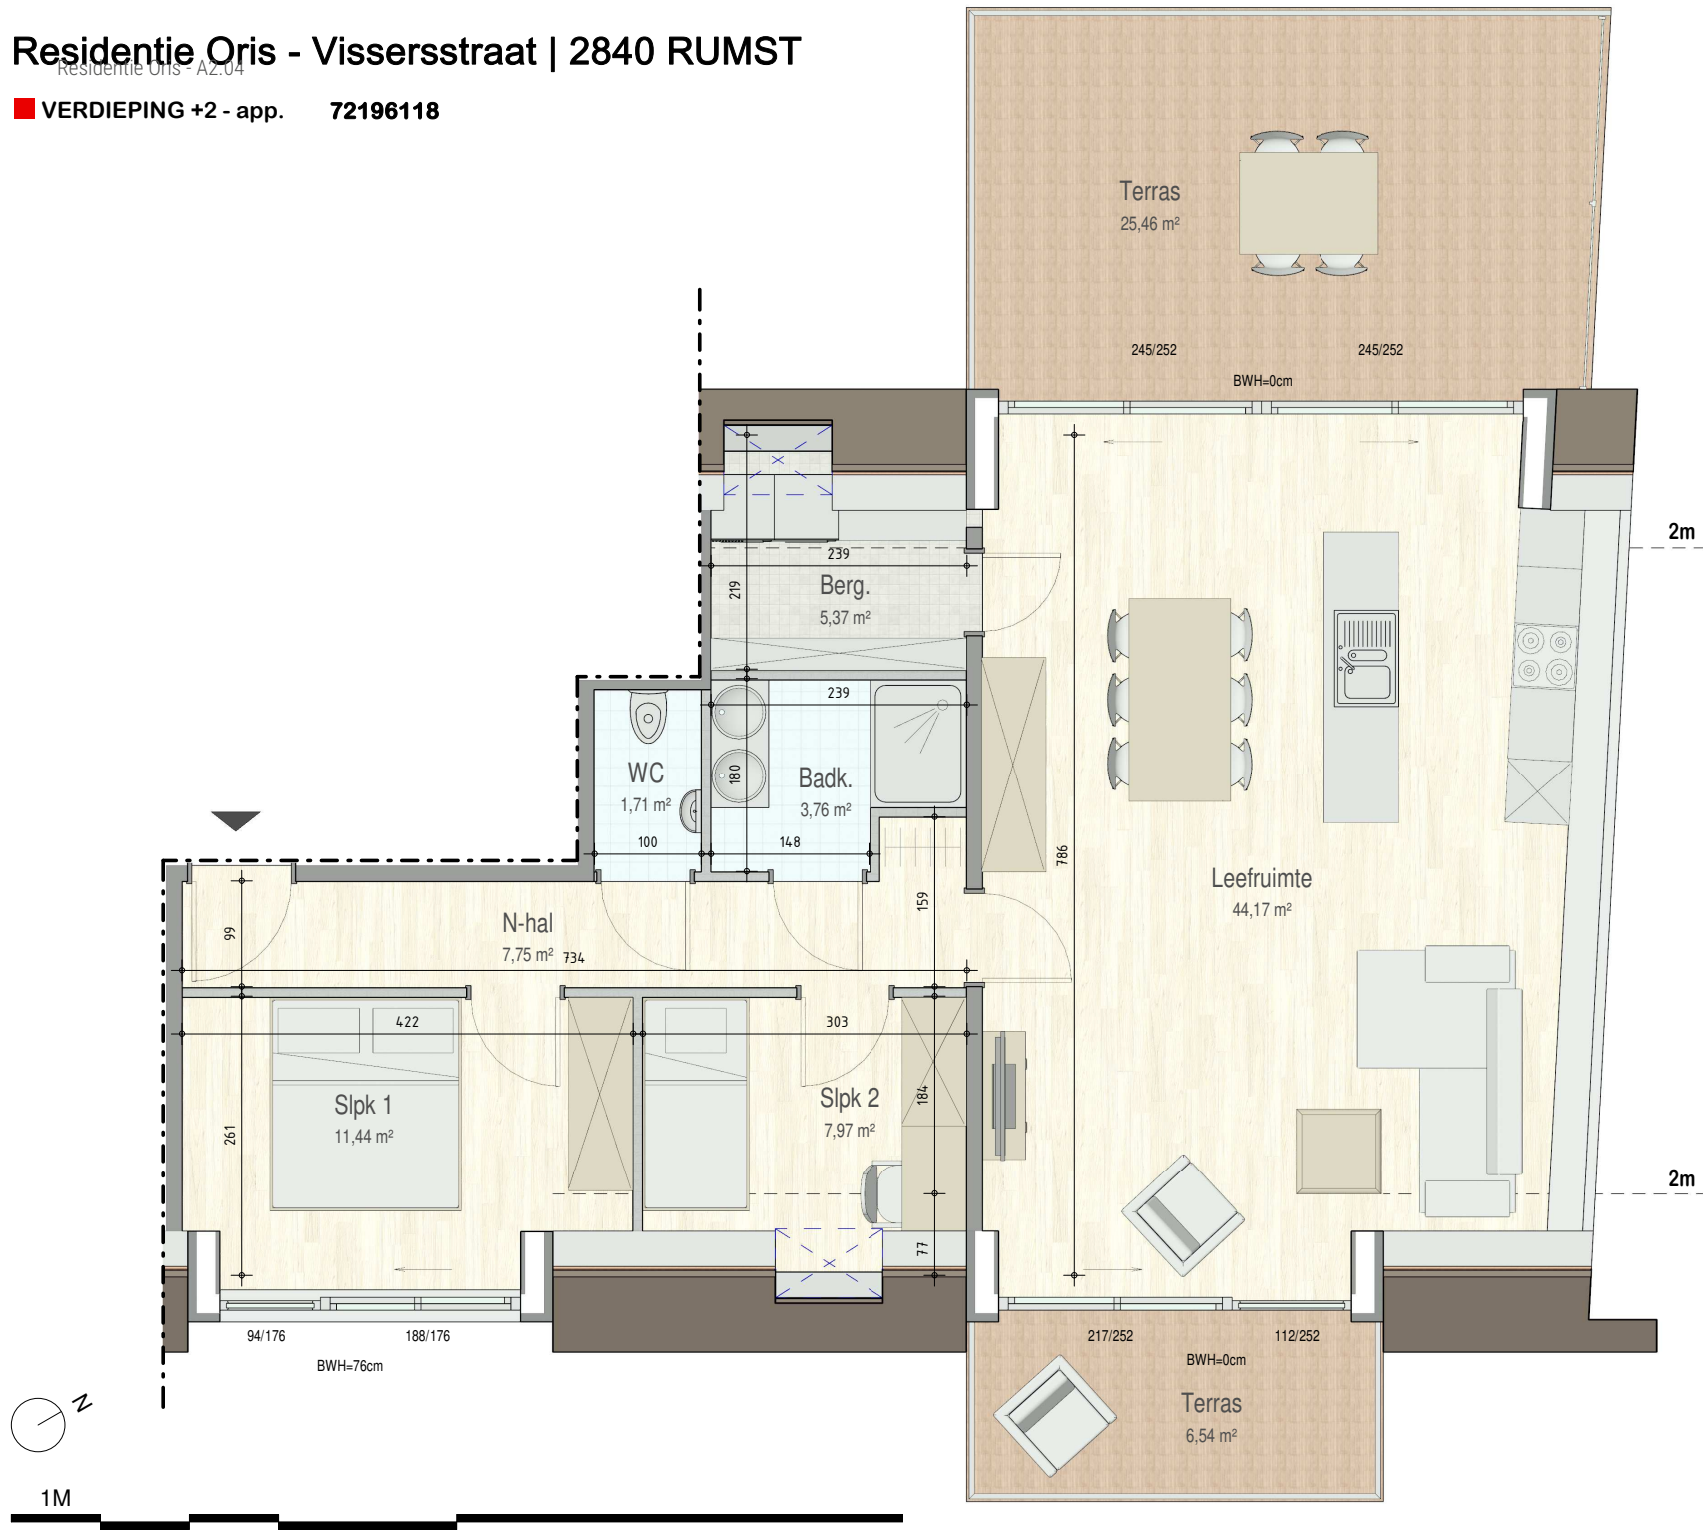 Residentie Oris - Vissersstraat | 2840 RUMST
Residentie Oris - A2.04
VERDIEPING +2 - app. 72196118
Terras
25,46 m²
245/252 245/252
BWH=0cm
2m
239
219
Berg.
5,37 m²
239
180
WC
1,71 m²
Badk.
3,76 m²
100
148
786
Leefruimte
44,17 m²
159
99
N-hal
7,75 m²
734
422
303
Slpk 1
11,44 m²
261
Slpk 2
7,97 m²
184
2m
77
94/176 188/176
BWH=76cm
217/252 112/252
BWH=0cm
Terras
6,54 m²
N
1M